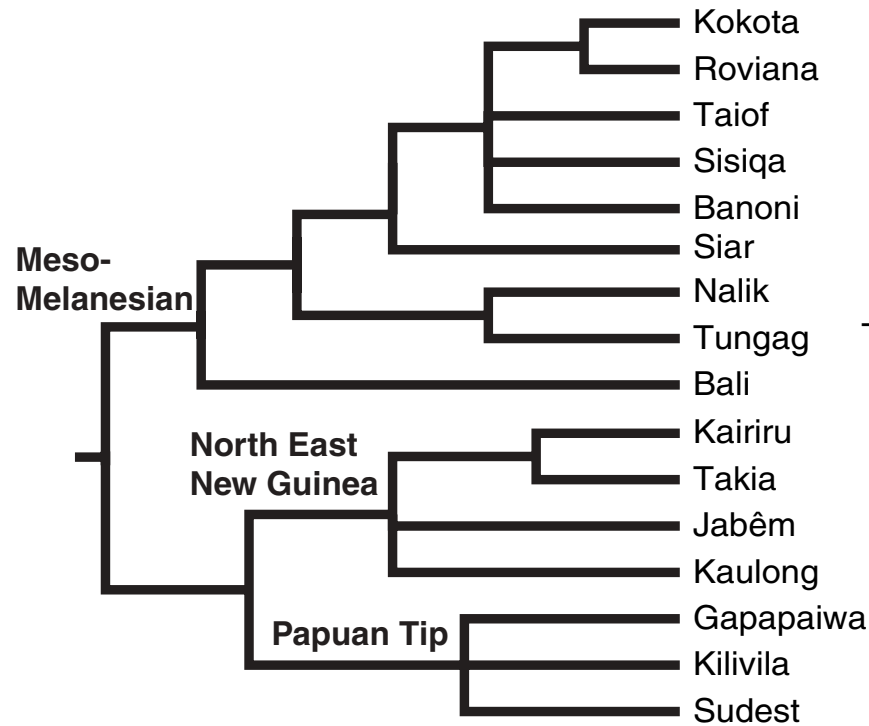 Kokota
Roviana
Taiof
Sisiqa
Banoni
Siar
Meso-
Melanesian
Nalik
Tungag
Bali
North East
New Guinea
Kairiru
Takia
Jabêm
Kaulong
Papuan Tip
Gapapaiwa
Kilivila
Sudest